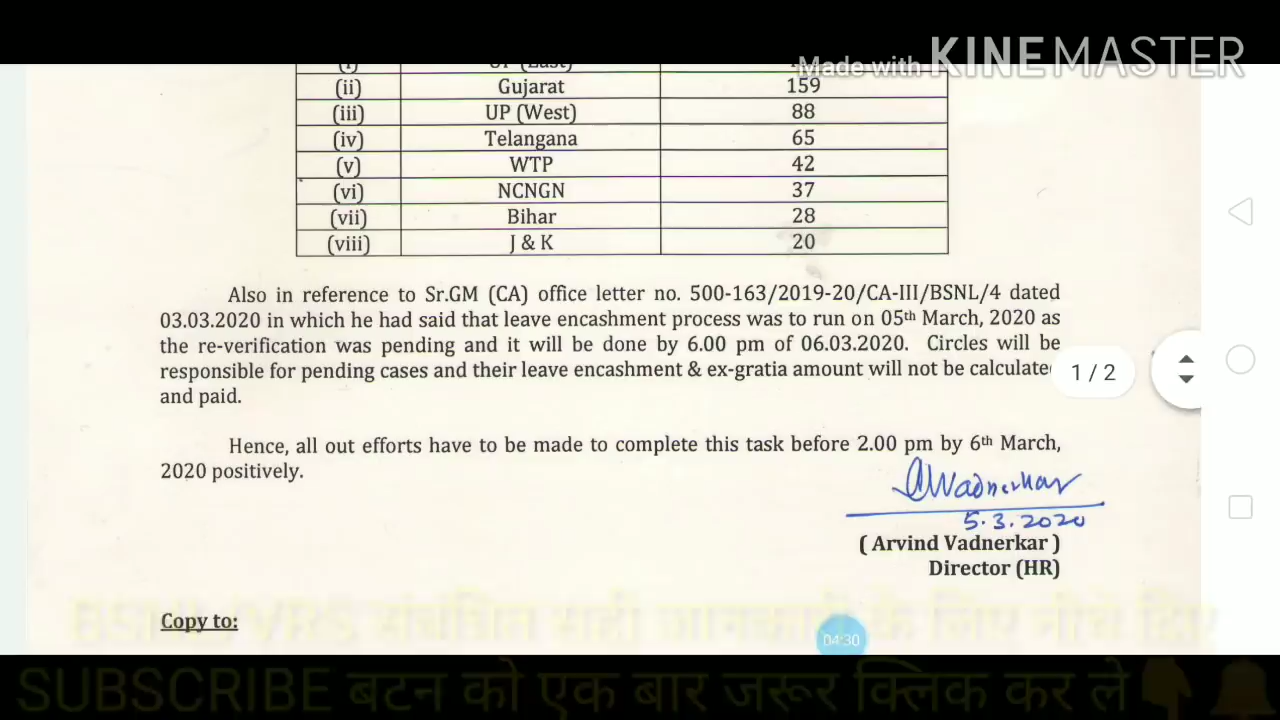 Made with KINEMASTER
(i) UP (East)
(ii) Gujarat 159
(iii) UP (West) 88
(iv) Telangana 65
(v) WTP 42
(vi) NCNGN 37
(vii) Bihar 28
(viii) J & K 20
Also in reference to Sr.GM (CA) office letter no. 500-163/2019-20/CA-III/BSNL/4 dated
03.03.2020 in which he had said that leave encashment process was to run on 05th March, 2020 as
the re-verification was pending and it will be done by 6.00 pm of 06.03.2020. Circles will be
responsible for pending cases and their leave encashment & ex-gratia amount will not be calculate
and paid.
1 / 2
Hence, all out efforts have to be made to complete this task before 2.00 pm by 6th March,
2020 positively.
AWadnerkar
5.3.2020
( Arvind Vadnerkar )
Director (HR)
Copy to:
BSNL VRS संबंधित सभी जानकारी के लिए नीचे दिए
04:30
SUBSCRIBE बटन को एक बार जरूर क्लिक कर ले